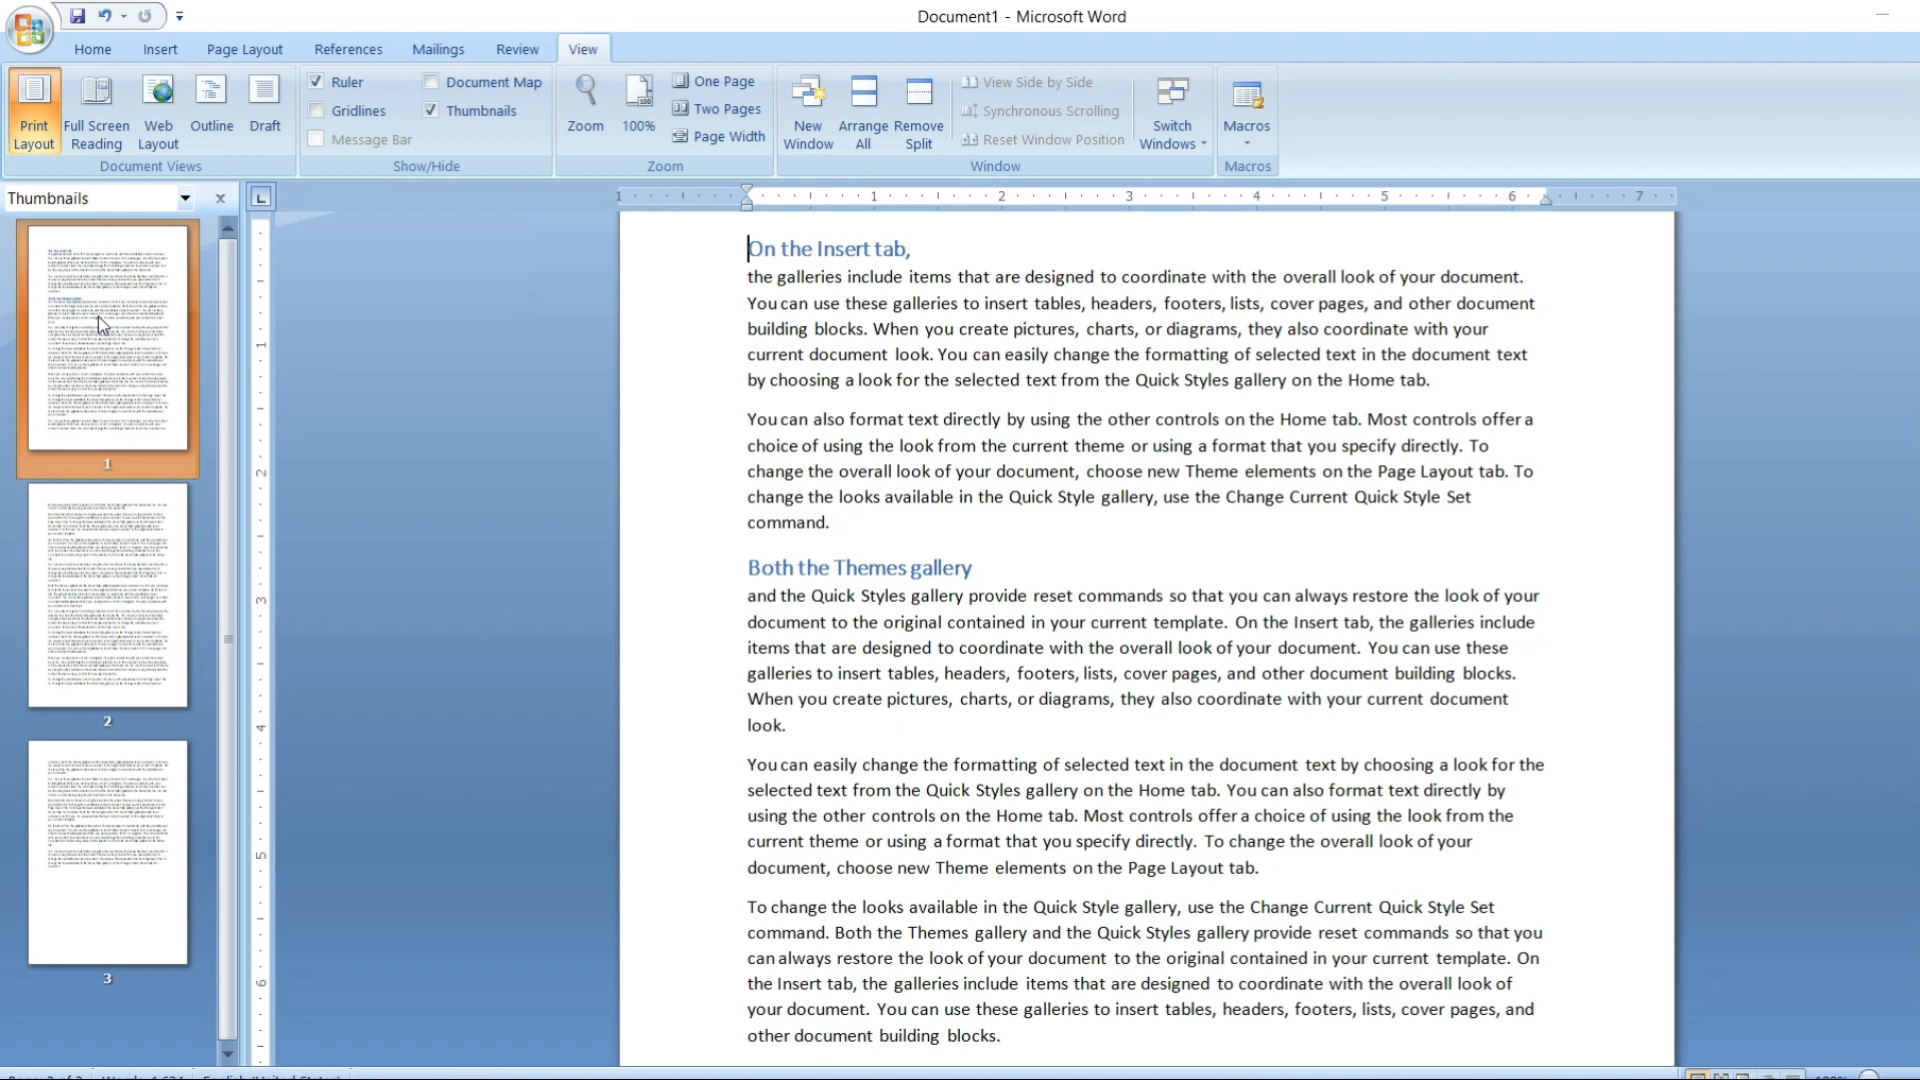 Document1 - Microsoft Word
Home Insert Page Layout References Mailings Review View
Print Layout
Full Screen Reading
Web Layout
Outline
Draft
Document Views
Ruler
Gridlines
Message Bar
Document Map
Thumbnails
Show/Hide
Zoom
100%
One Page
Two Pages
Page Width
Zoom
New Window
Arrange All
Remove Split
View Side by Side
Synchronous Scrolling
Reset Window Position
Window
Switch Windows
Macros
Macros
Thumbnails
1
2
3
L
1 1 2 3 4 5 6 7
1
2
3
4
5
6
On the Insert tab,
the galleries include items that are designed to coordinate with the overall look of your document.
You can use these galleries to insert tables, headers, footers, lists, cover pages, and other document
building blocks. When you create pictures, charts, or diagrams, they also coordinate with your
current document look. You can easily change the formatting of selected text in the document text
by choosing a look for the selected text from the Quick Styles gallery on the Home tab.
You can also format text directly by using the other controls on the Home tab. Most controls offer a
choice of using the look from the current theme or using a format that you specify directly. To
change the overall look of your document, choose new Theme elements on the Page Layout tab. To
change the looks available in the Quick Style gallery, use the Change Current Quick Style Set
command.
Both the Themes gallery
and the Quick Styles gallery provide reset commands so that you can always restore the look of your
document to the original contained in your current template. On the Insert tab, the galleries include
items that are designed to coordinate with the overall look of your document. You can use these
galleries to insert tables, headers, footers, lists, cover pages, and other document building blocks.
When you create pictures, charts, or diagrams, they also coordinate with your current document
look.
You can easily change the formatting of selected text in the document text by choosing a look for the
selected text from the Quick Styles gallery on the Home tab. You can also format text directly by
using the other controls on the Home tab. Most controls offer a choice of using the look from the
current theme or using a format that you specify directly. To change the overall look of your
document, choose new Theme elements on the Page Layout tab.
To change the looks available in the Quick Style gallery, use the Change Current Quick Style Set
command. Both the Themes gallery and the Quick Styles gallery provide reset commands so that you
can always restore the look of your document to the original contained in your current template. On
the Insert tab, the galleries include items that are designed to coordinate with the overall look of
your document. You can use these galleries to insert tables, headers, footers, lists, cover pages, and
other document building blocks.